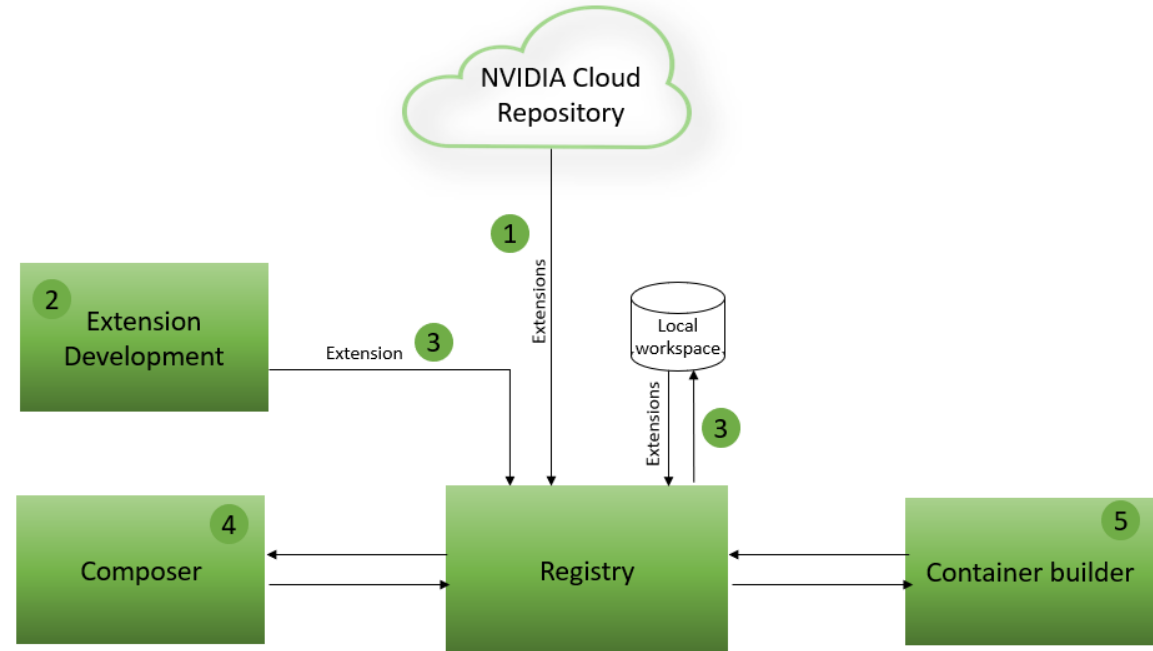 NVIDIA Cloud
Repository
1
Extensions
2
Extension
Development
Extension
3
Local
workspace
Extensions
3
4
Composer
Registry
5
Container builder